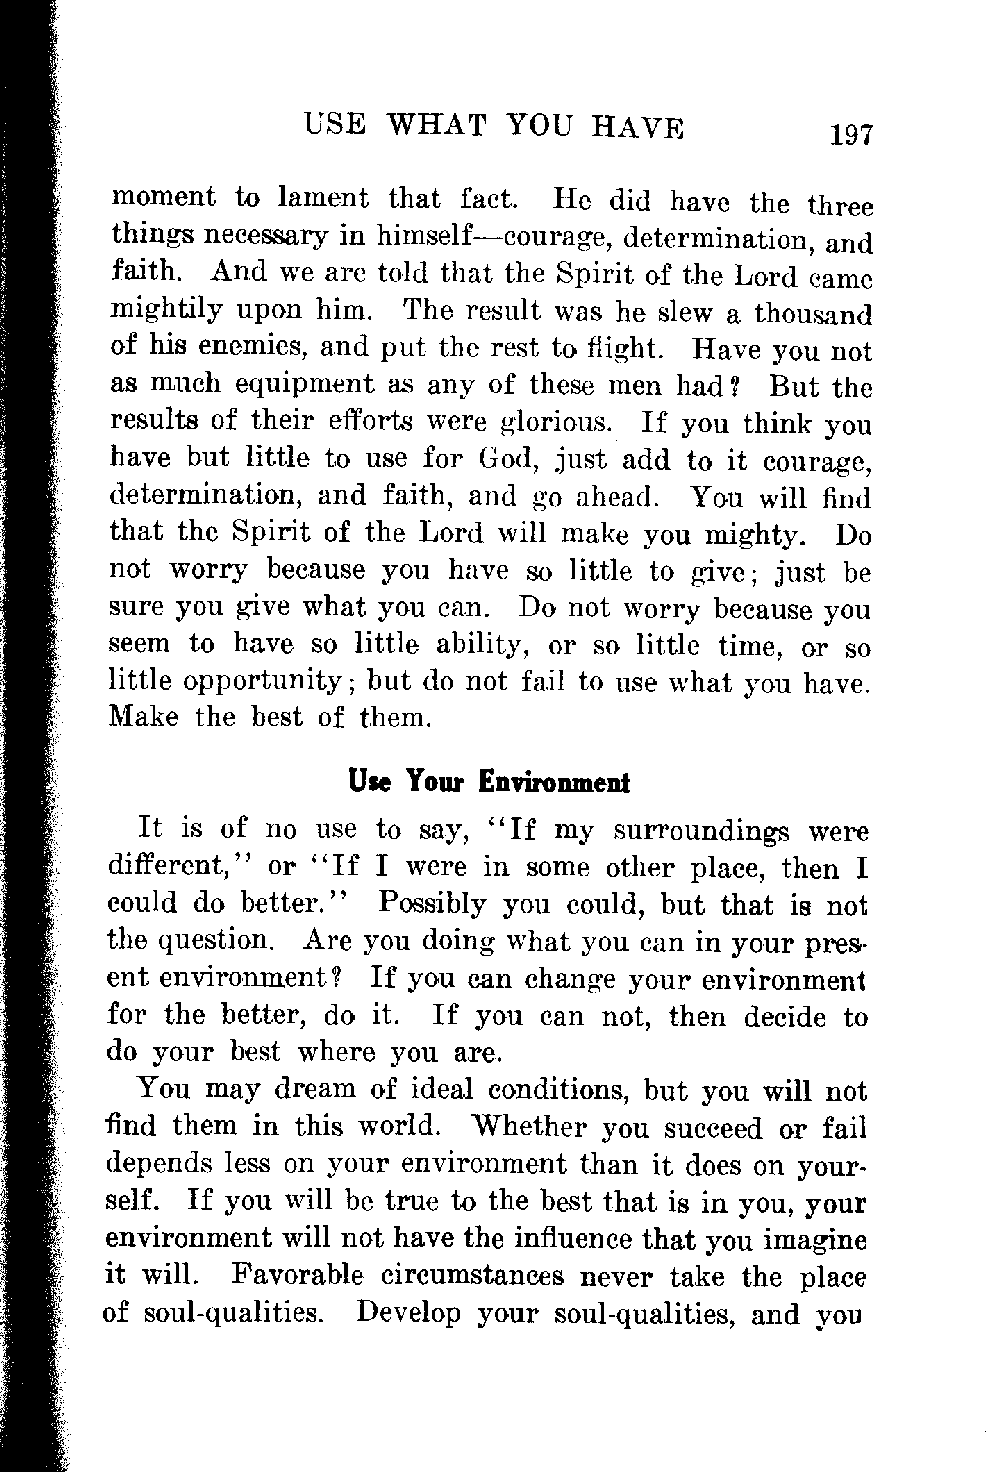 USE WHAT YOU HAVE 197
moment to lament that fact. He did have the three
things necessary in himself—courage, determination, and
faith. And we are told that the Spirit of the Lord came
mightily upon him. The result was he slew a thousand
of his enemies, and put the rest to flight. Have you not
as much equipment as any of these men had? But the
results of their efforts were glorious. If you think you
have but little to use for God, just add to it courage,
determination, and faith, and go ahead. You will find
that the Spirit of the Lord will make you mighty. Do
not worry because you have so little to give; just be
sure you give what you can. Do not worry because you
seem to have so little ability, or so little time, or so
little opportunity; but do not fail to use what you have.
Make the best of them.
Use Your Environment
It is of no use to say, "If my surroundings were
different," or "If I were in some other place, then I
could do better." Possibly you could, but that is not
the question. Are you doing what you can in your pres-
ent environment? If you can change your environment
for the better, do it. If you can not, then decide to
do your best where you are.
You may dream of ideal conditions, but you will not
find them in this world. Whether you succeed or fail
depends less on your environment than it does on your-
self. If you will be true to the best that is in you, your
environment will not have the influence that you imagine
it will. Favorable circumstances never take the place
of soul-qualities. Develop your soul-qualities, and you